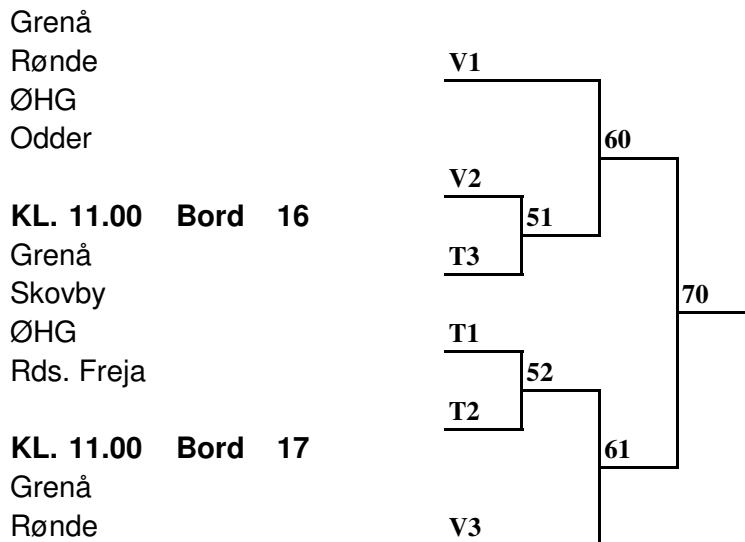 Grenå
Rønde
V1
ØHG
Odder
60
V2
KL. 11.00 Bord 16
51
Grenå
T3
Skovby
70
ØHG
T1
Rds. Freja
52
T2
KL. 11.00 Bord 17
61
Grenå
Rønde
V3